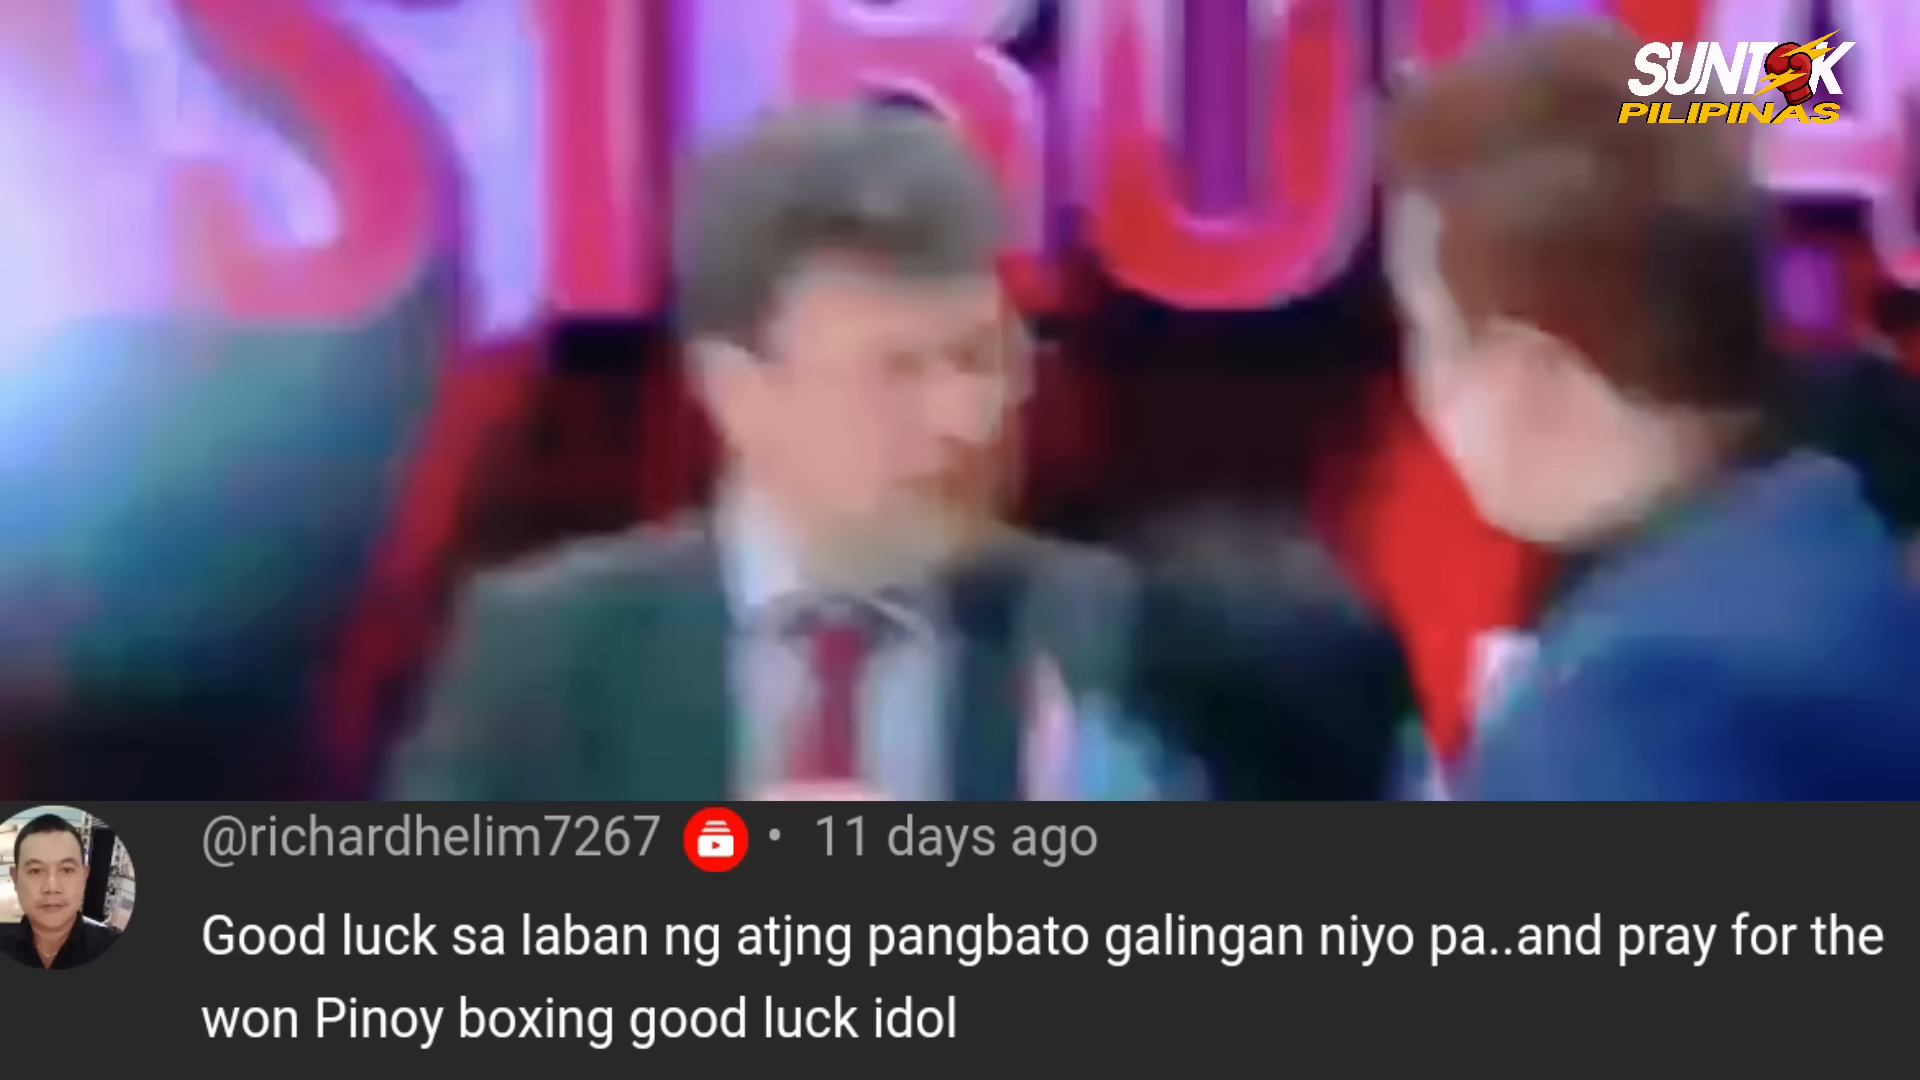 SUNTOK
PILIPINAS
@richardhelim7267 • 11 days ago
Good luck sa laban ng atjng pangbato galingan niyo pa..and pray for the
won Pinoy boxing good luck idol